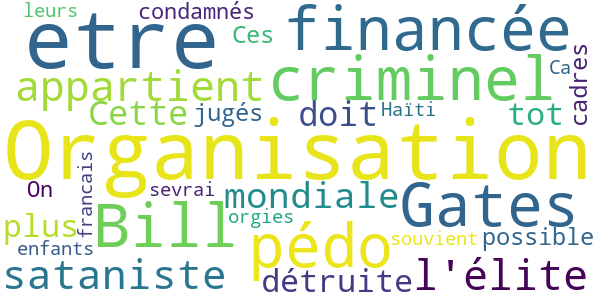 leurs condamnés
etre Ces financée
Ca
appartient criminel cadres
Cette jugés doit Haïti tot
Organisation
francais
On sevrai mondiale Gates
plus Bill orgies
enfants pédo souvient possible
sataniste détruite l'élite